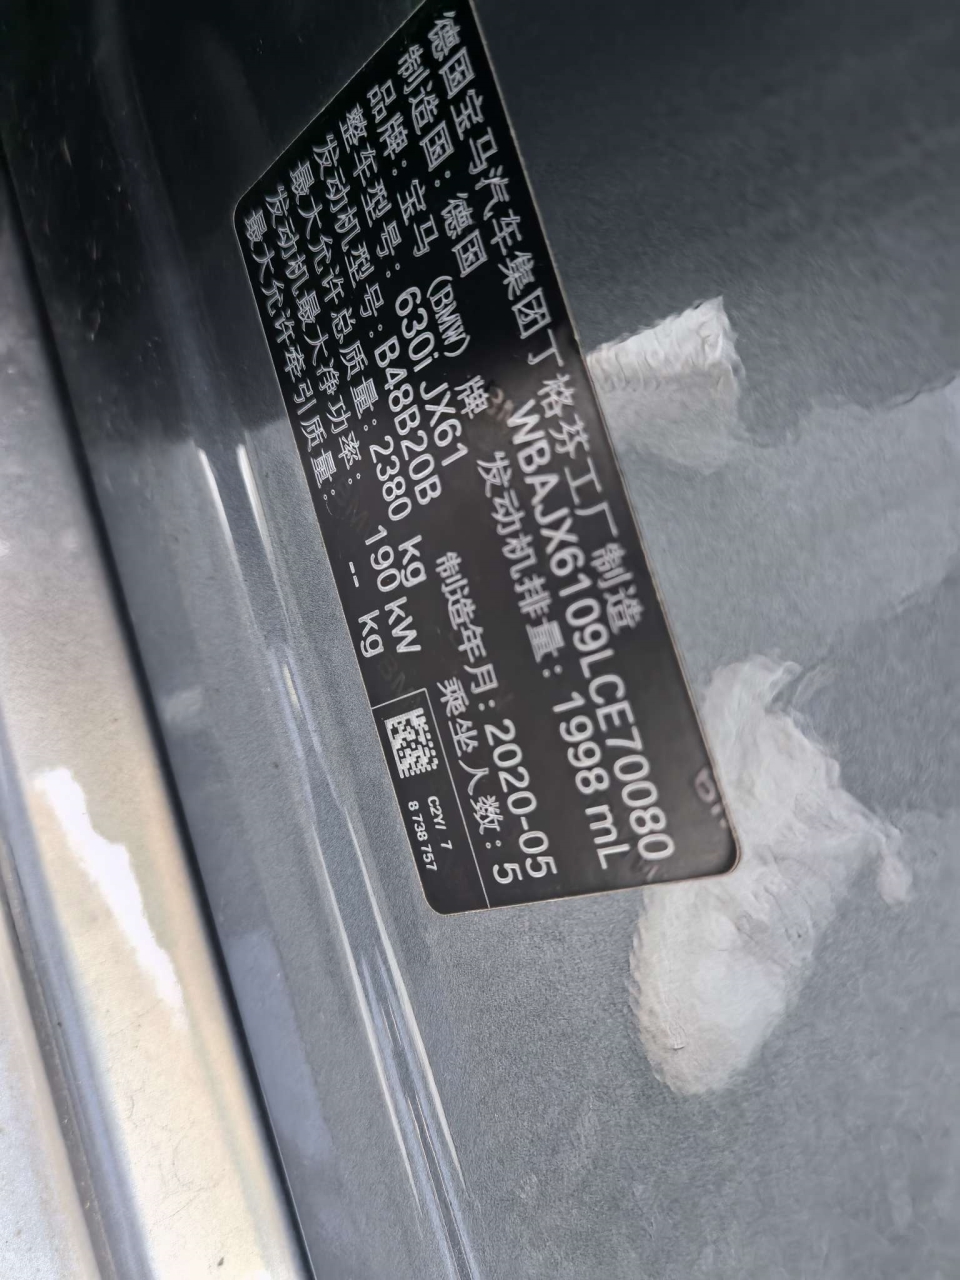 德国宝马汽车集团丁格芬工厂制造
制造国：德国 WBAJX6109LCE70080
品牌：宝马（BMW）牌 发动机排量：1998 mL
整车型号：630i JX61
发动机型号：B48B20B 制造年月：2020-05
最大允许总质量：2380 kg 乘坐人数：5
发动机最大净功率：190 kW
最大允许牵引质量：-- kg
C2Y/ 7
8 738 757